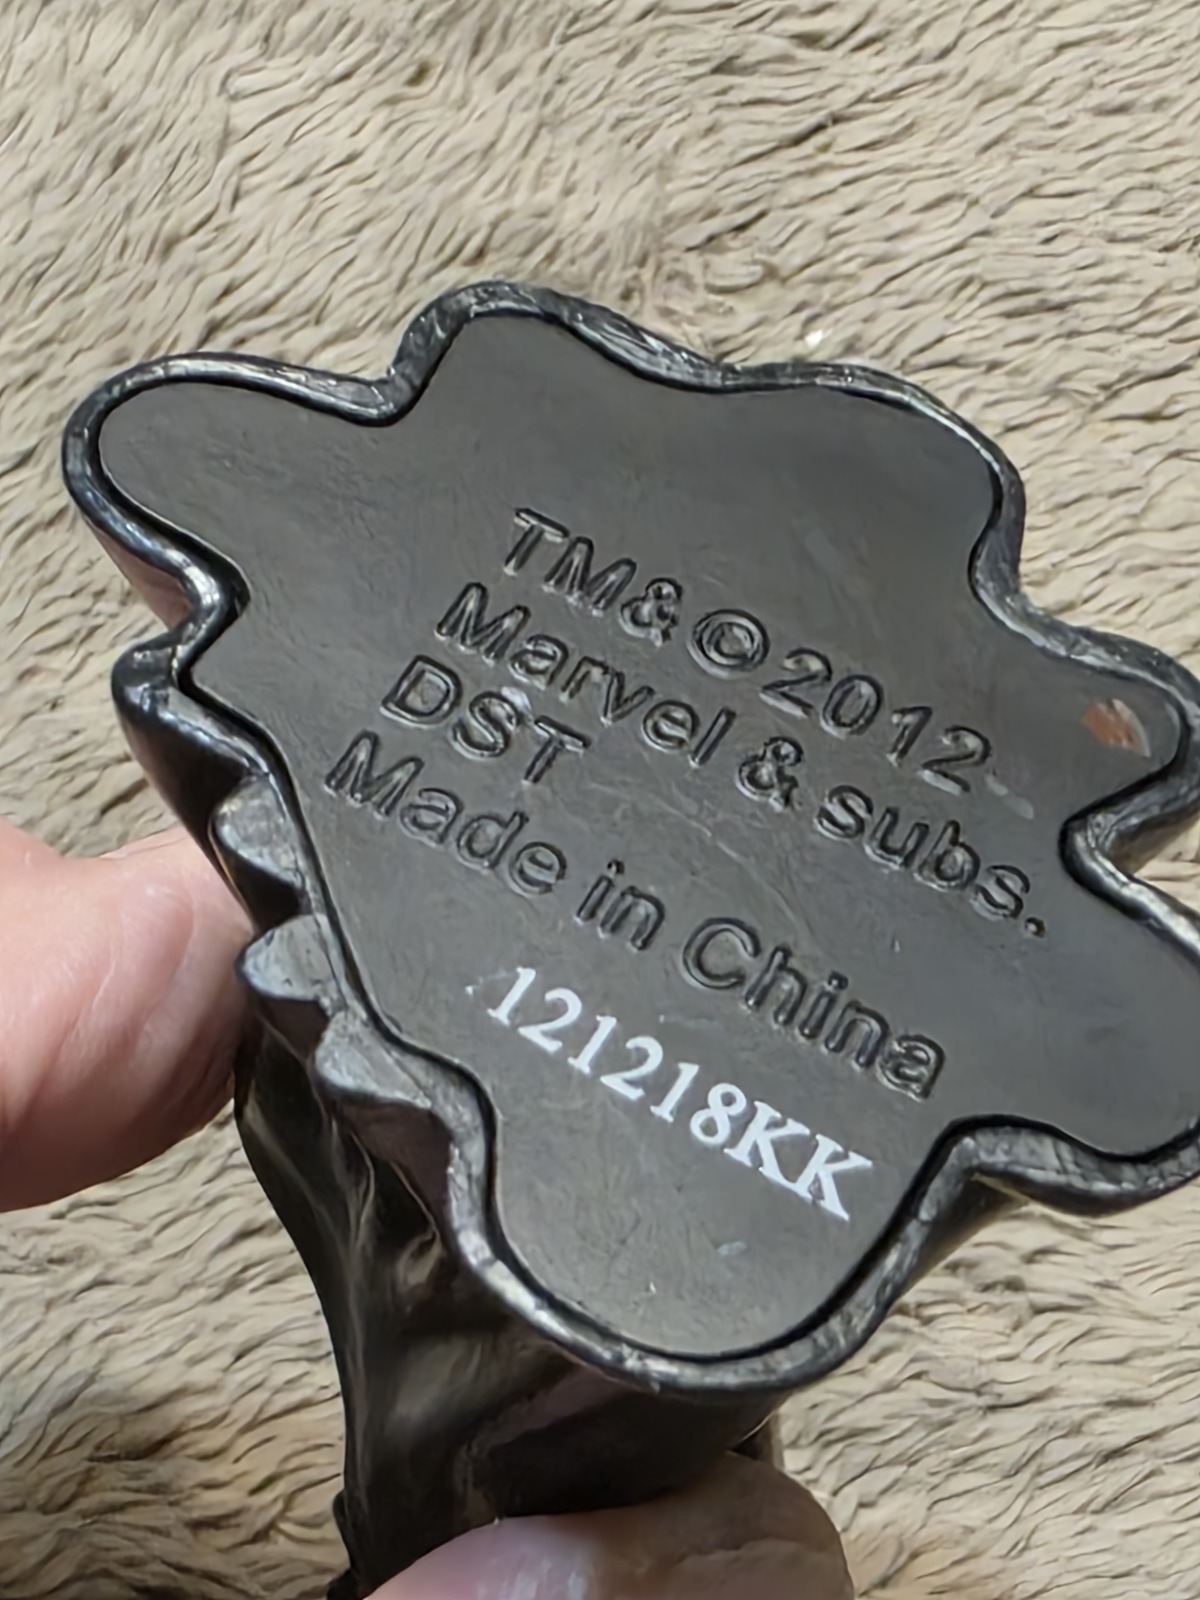 TM&©2012
Marvel & subs.
DST
Made in China
121218KK